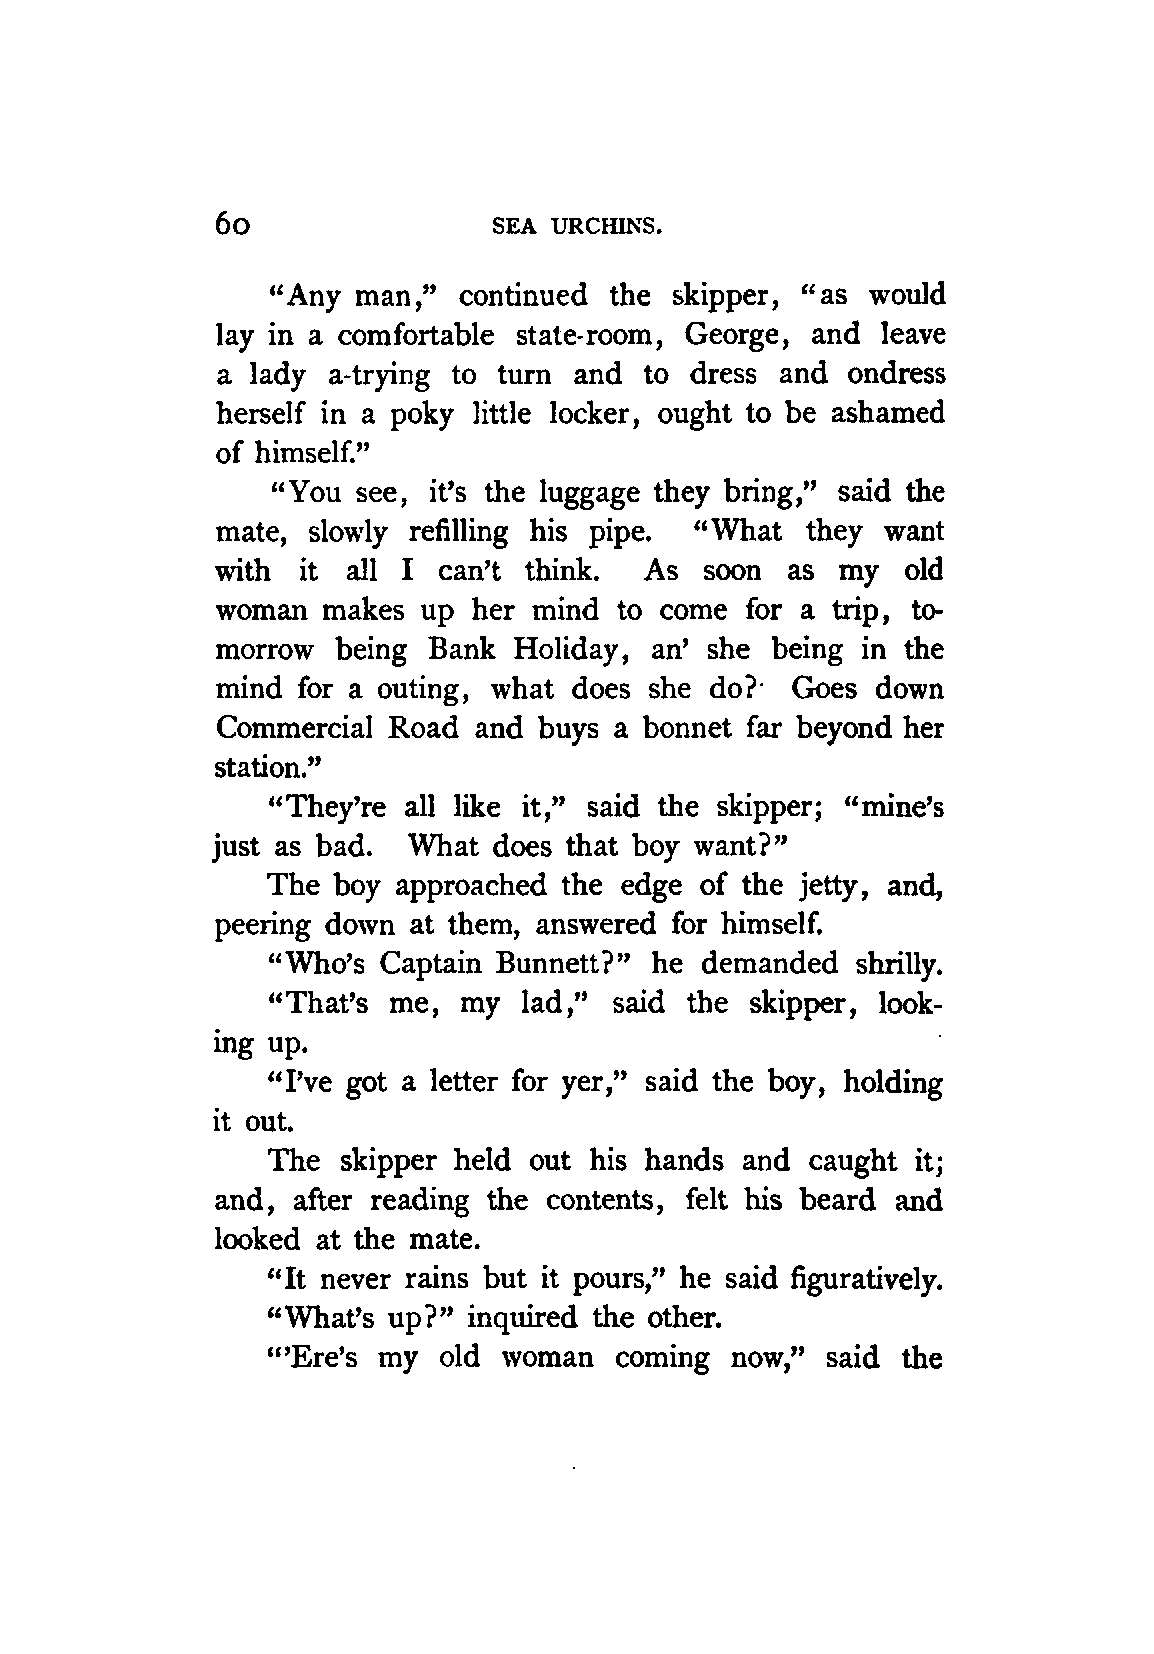 60 SEA URCHINS.
“Any man,” continued the skipper, “as would
lay in a comfortable state-room, George, and leave
a lady a-trying to turn and to dress and ondress
herself in a poky little locker, ought to be ashamed
of himself.”
“You see, it’s the luggage they bring,” said the
mate, slowly refilling his pipe. “What they want
with it all I can’t think. As soon as my old
woman makes up her mind to come for a trip, to-
morrow being Bank Holiday, an’ she being in the
mind for a outing, what does she do? Goes down
Commercial Road and buys a bonnet far beyond her
station.”
“They’re all like it,” said the skipper; “mine’s
just as bad. What does that boy want?”
The boy approached the edge of the jetty, and,
peering down at them, answered for himself.
“Who’s Captain Bunnett?” he demanded shrilly.
“That’s me, my lad,” said the skipper, look-
ing up.
“I’ve got a letter for yer,” said the boy, holding
it out.
The skipper held out his hands and caught it;
and, after reading the contents, felt his beard and
looked at the mate.
“It never rains but it pours,” he said figuratively.
“What’s up?” inquired the other.
“’Ere’s my old woman coming now,” said the